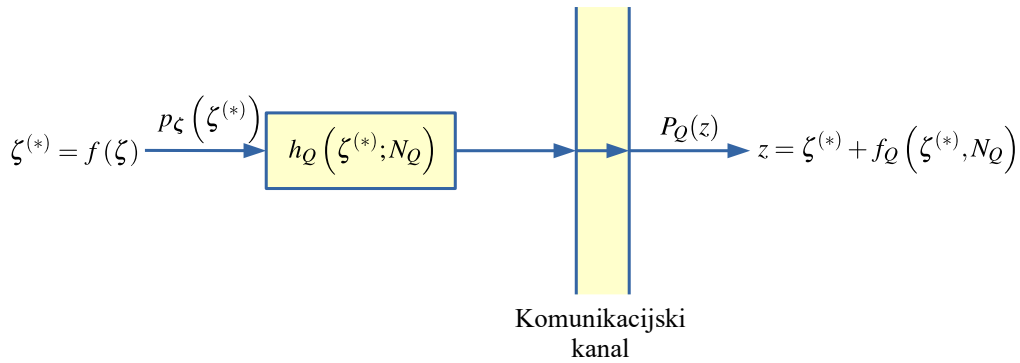 ζ^(*) = f(ζ)
p_ζ(ζ^(*))
h_Q(ζ^(*); N_Q)
P_Q(z)
z = ζ^(*) + f_Q(ζ^(*), N_Q)
Komunikacijski
kanal